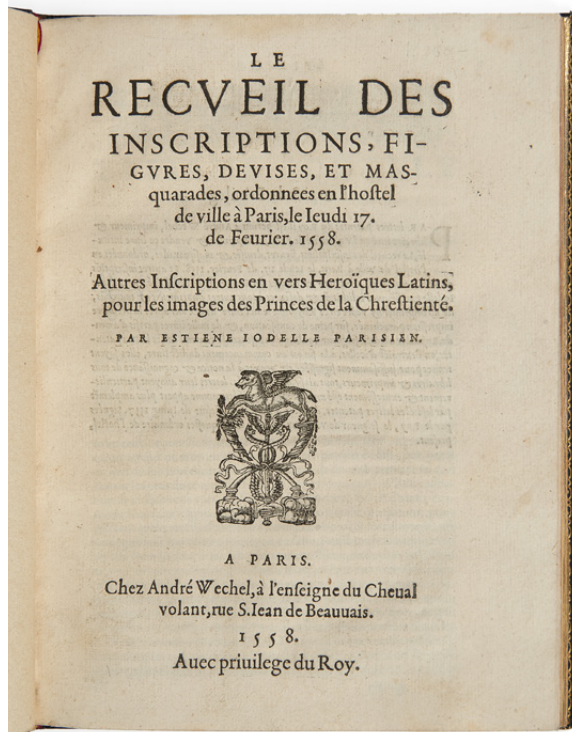 LE
RECVEIL DES
INSCRIPTIONS, FI-
GVRES, DEVISES, ET MAS-
quarades, ordonnees en l'hoſtel
de ville à Paris, le Ieudi 17.
de Feurier. 1558.
Autres Inſcriptions en vers Heroïques Latins,
pour les images des Princes de la Chreſtienté.
PAR ESTIENE IODELLE PARISIEN.
A PARIS.
Chez André Wechel, à l'enſeigne du Cheual
volant, rue S. Iean de Beauuais.
1558.
Auec priuilege du Roy.